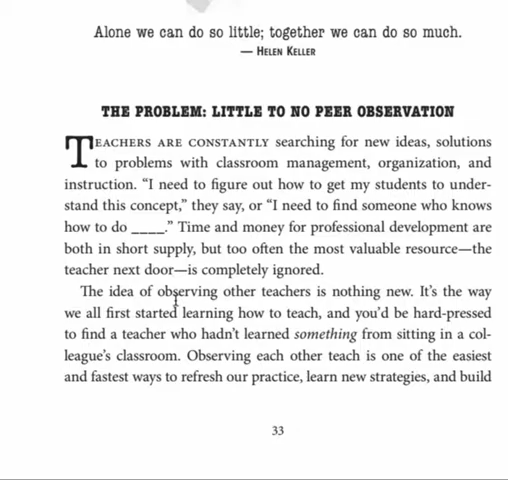 Alone we can do so little; together we can do so much.
— HELEN KELLER
THE PROBLEM: LITTLE TO NO PEER OBSERVATION
TEACHERS ARE CONSTANTLY searching for new ideas, solutions
to problems with classroom management, organization, and
instruction. “I need to figure out how to get my students to under-
stand this concept,” they say, or “I need to find someone who knows
how to do ____.” Time and money for professional development are
both in short supply, but too often the most valuable resource—the
teacher next door—is completely ignored.
The idea of observing other teachers is nothing new. It’s the way
we all first started learning how to teach, and you’d be hard-pressed
to find a teacher who hadn’t learned something from sitting in a col-
league’s classroom. Observing each other teach is one of the easiest
and fastest ways to refresh our practice, learn new strategies, and build
33